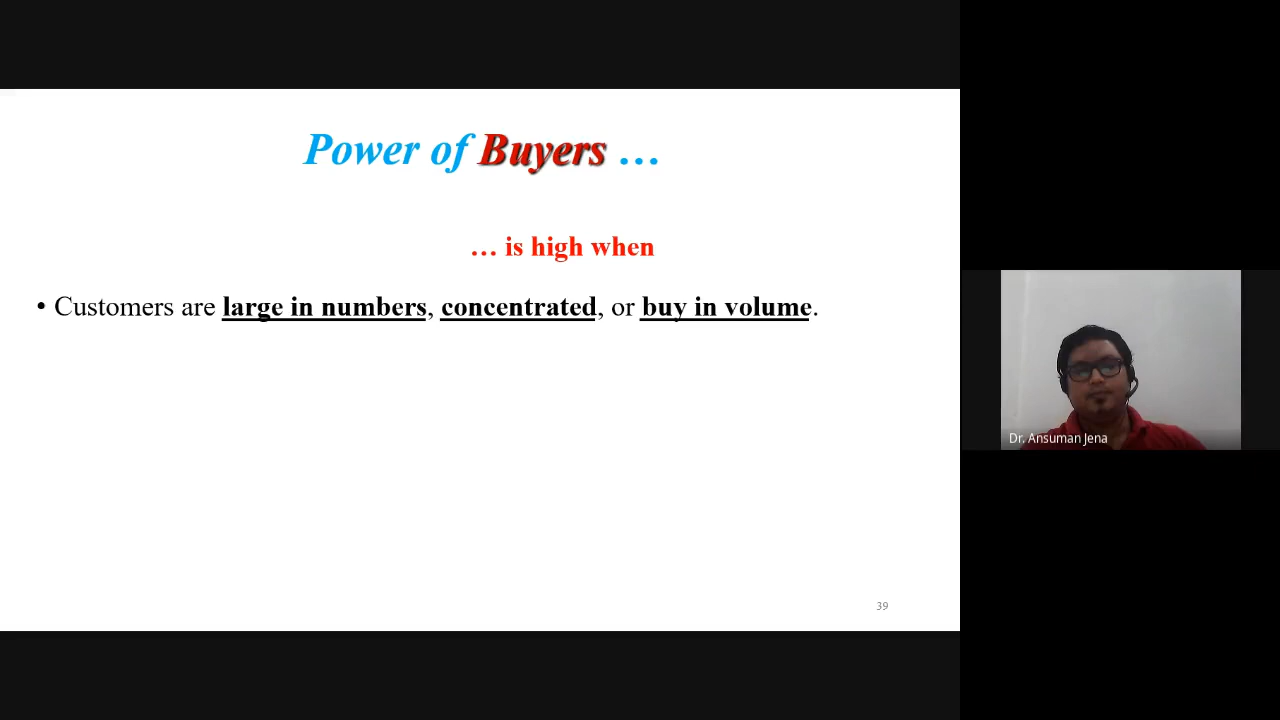 Power of Buyers …
… is high when
• Customers are large in numbers, concentrated, or buy in volume.
39
Dr. Ansuman Jena